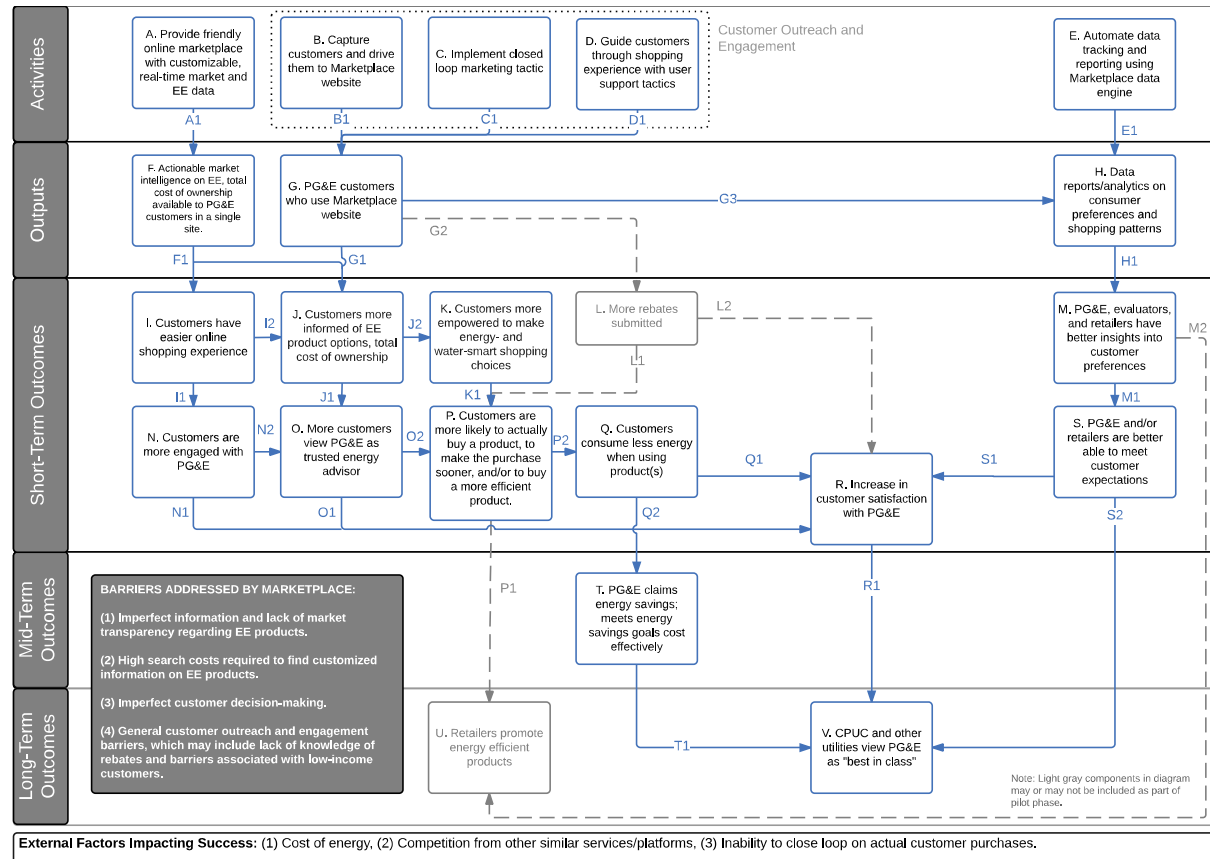 Activities
A. Provide friendly
online marketplace
with customizable,
real-time market and
EE data
B. Capture
customers and drive
them to Marketplace
website
C. Implement closed
loop marketing tactic
D. Guide customers
through shopping
experience with user
support tactics
Customer Outreach and
Engagement
E. Automate data
tracking and
reporting using
Marketplace data
engine
A1
B1
C1
D1
E1
Outputs
F. Actionable market
intelligence on EE, total
cost of ownership
available to PG&E
customers in a single
site.
G. PG&E customers
who use Marketplace
website
G3
G2
H. Data
reports/analytics on
consumer
preferences and
shopping patterns
F1
G1
H1
Short-Term Outcomes
I. Customers have
easier online
shopping experience
I2
J. Customers more
informed of EE
product options, total
cost of ownership
J2
K. Customers more
empowered to make
energy- and
water-smart shopping
choices
L. More rebates
submitted
L2
L1
M. PG&E, evaluators,
and retailers have
better insights into
customer
preferences
M2
I1
J1
K1
M1
N. Customers are
more engaged with
PG&E
N2
O. More customers
view PG&E as
trusted energy
advisor
O2
P. Customers are
more likely to actually
buy a product, to
make the purchase
sooner, and/or to buy
a more efficient
product.
P2
Q. Customers
consume less energy
when using
product(s)
Q1
R. Increase in
customer satisfaction
with PG&E
S1
S. PG&E and/or
retailers are better
able to meet
customer
expectations
N1
O1
Q2
S2
Mid-Term
Outcomes
P1
T. PG&E claims
energy savings;
meets energy
savings goals cost
effectively
R1
BARRIERS ADDRESSED BY MARKETPLACE:
(1) Imperfect information and lack of market
transparency regarding EE products.
(2) High search costs required to find customized
information on EE products.
(3) Imperfect customer decision-making.
(4) General customer outreach and engagement
barriers, which may include lack of knowledge of
rebates and barriers associated with low-income
customers.
Long-Term
Outcomes
U. Retailers promote
energy efficient
products
T1
V. CPUC and other
utilities view PG&E
as "best in class"
Note: Light gray components in diagram
may or may not be included as part of
pilot phase.
External Factors Impacting Success: (1) Cost of energy, (2) Competition from other similar services/platforms, (3) Inability to close loop on actual customer purchases.